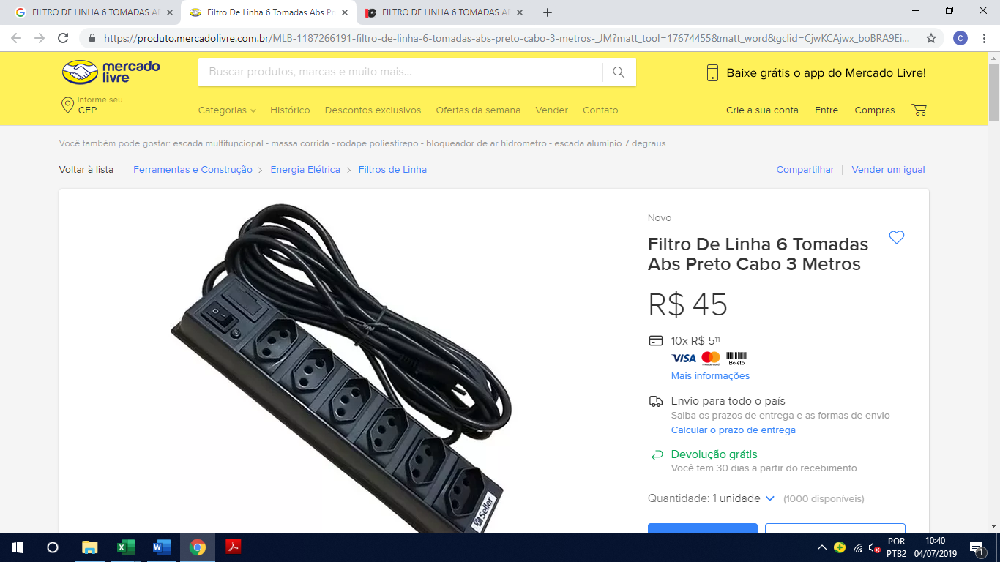 FILTRO DE LINHA 6 TOMADAS AB
Filtro De Linha 6 Tomadas Abs Pr
FILTRO DE LINHA 6 TOMADAS AB
https://produto.mercadolivre.com.br/MLB-1187266191-filtro-de-linha-6-tomadas-abs-preto-cabo-3-metros-_JM?matt_tool=17674455&matt_word&gclid=CjwKCAjwx_boBRA9Ei...
C
mercado
livre
Buscar produtos, marcas e muito mais...
Baixe grátis o app do Mercado Livre!
Informe seu
CEP
Categorias
Histórico
Descontos exclusivos
Ofertas da semana
Vender
Contato
Crie a sua conta
Entre
Compras
Você também pode gostar: escada multifuncional - massa corrida - rodape poliestireno - bloqueador de ar hidrometro - escada aluminio 7 degraus
Voltar à lista
Ferramentas e Construção
Energia Elétrica
Filtros de Linha
Compartilhar
Vender um igual
Novo
Filtro De Linha 6 Tomadas
Abs Preto Cabo 3 Metros
R$ 45
10x R$ 5¹¹
VISA
mastercard
Boleto
Mais informações
Envio para todo o país
Saiba os prazos de entrega e as formas de envio
Calcular o prazo de entrega
Devolução grátis
Você tem 30 dias a partir do recebimento
Quantidade: 1 unidade (1000 disponíveis)
Seller
POR
PTB2
10:40
04/07/2019
1